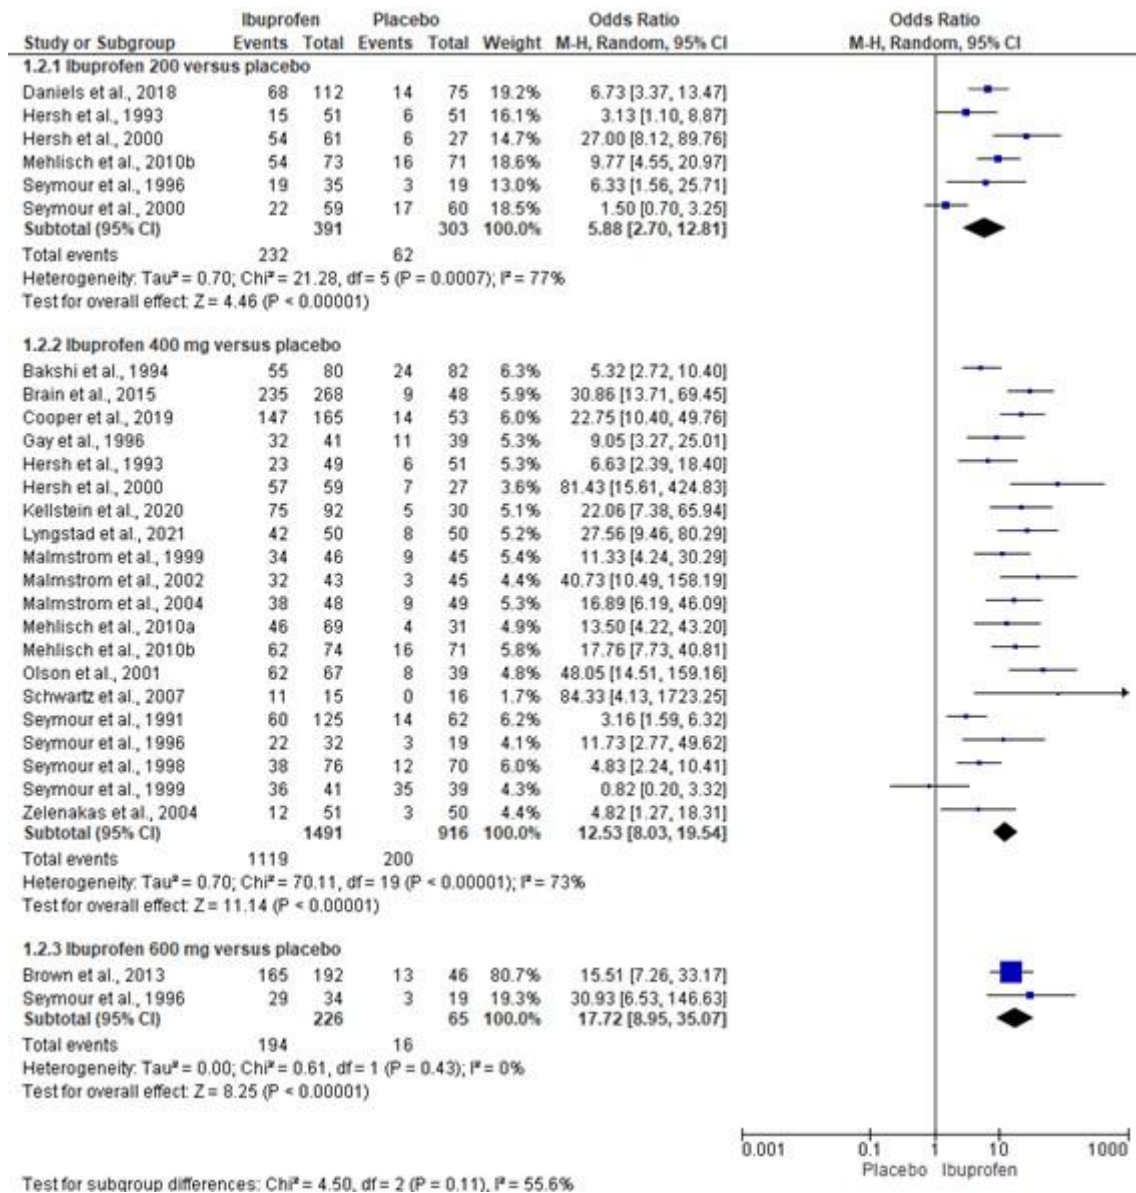 Ibuprofen Placebo Odds Ratio Odds Ratio
Study or Subgroup Events Total Events Total Weight M-H, Random, 95% CI M-H, Random, 95% CI
1.2.1 Ibuprofen 200 versus placebo
Daniels et al., 2018 68 112 14 75 19.2% 6.73 [3.37, 13.47]
Hersh et al., 1993 15 51 6 51 16.1% 3.13 [1.10, 8.87]
Hersh et al., 2000 54 61 6 27 14.7% 27.00 [8.12, 89.76]
Mehlisch et al., 2010b 54 73 16 71 18.6% 9.77 [4.55, 20.97]
Seymour et al., 1996 19 35 3 19 13.0% 6.33 [1.56, 25.71]
Seymour et al., 2000 22 59 17 60 18.5% 1.50 [0.70, 3.25]
Subtotal (95% CI) 391 303 100.0% 5.88 [2.70, 12.81]
Total events 232 62
Heterogeneity: Tau² = 0.70; Chi² = 21.28, df = 5 (P = 0.0007); I² = 77%
Test for overall effect: Z = 4.46 (P < 0.00001)
1.2.2 Ibuprofen 400 mg versus placebo
Bakshi et al., 1994 55 80 24 82 6.3% 5.32 [2.72, 10.40]
Brain et al., 2015 235 268 9 48 5.9% 30.86 [13.71, 69.45]
Cooper et al., 2019 147 165 14 53 6.0% 22.75 [10.40, 49.76]
Gay et al., 1996 32 41 11 39 5.3% 9.05 [3.27, 25.01]
Hersh et al., 1993 23 49 6 51 5.3% 6.63 [2.39, 18.40]
Hersh et al., 2000 57 59 7 27 3.6% 81.43 [15.61, 424.83]
Kellstein et al., 2020 75 92 5 30 5.1% 22.06 [7.38, 65.94]
Lyngstad et al., 2021 42 50 8 50 5.2% 27.56 [9.46, 80.29]
Malmstrom et al., 1999 34 46 9 45 5.4% 11.33 [4.24, 30.29]
Malmstrom et al., 2002 32 43 3 45 4.4% 40.73 [10.49, 158.19]
Malmstrom et al., 2004 38 48 9 49 5.3% 16.89 [6.19, 46.09]
Mehlisch et al., 2010a 46 69 4 31 4.9% 13.50 [4.22, 43.20]
Mehlisch et al., 2010b 62 74 16 71 5.8% 17.76 [7.73, 40.81]
Olson et al., 2001 62 67 8 39 4.8% 48.05 [14.51, 159.16]
Schwartz et al., 2007 11 15 0 16 1.7% 84.33 [4.13, 1723.25]
Seymour et al., 1991 60 125 14 62 6.2% 3.16 [1.59, 6.32]
Seymour et al., 1996 22 32 3 19 4.1% 11.73 [2.77, 49.62]
Seymour et al., 1998 38 76 12 70 6.0% 4.83 [2.24, 10.41]
Seymour et al., 1999 36 41 35 39 4.3% 0.82 [0.20, 3.32]
Zelenakas et al., 2004 12 51 3 50 4.4% 4.82 [1.27, 18.31]
Subtotal (95% CI) 1491 916 100.0% 12.53 [8.03, 19.54]
Total events 1119 200
Heterogeneity: Tau² = 0.70; Chi² = 70.11, df = 19 (P < 0.00001); I² = 73%
Test for overall effect: Z = 11.14 (P < 0.00001)
1.2.3 Ibuprofen 600 mg versus placebo
Brown et al., 2013 165 192 13 46 80.7% 15.51 [7.26, 33.17]
Seymour et al., 1996 29 34 3 19 19.3% 30.93 [6.53, 146.63]
Subtotal (95% CI) 226 65 100.0% 17.72 [8.95, 35.07]
Total events 194 16
Heterogeneity: Tau² = 0.00; Chi² = 0.61, df = 1 (P = 0.43); I² = 0%
Test for overall effect: Z = 8.25 (P < 0.00001)
0.001 0.1 1 10 1000
Placebo Ibuprofen
Test for subgroup differences: Chi² = 4.50, df = 2 (P = 0.11), I² = 55.6%